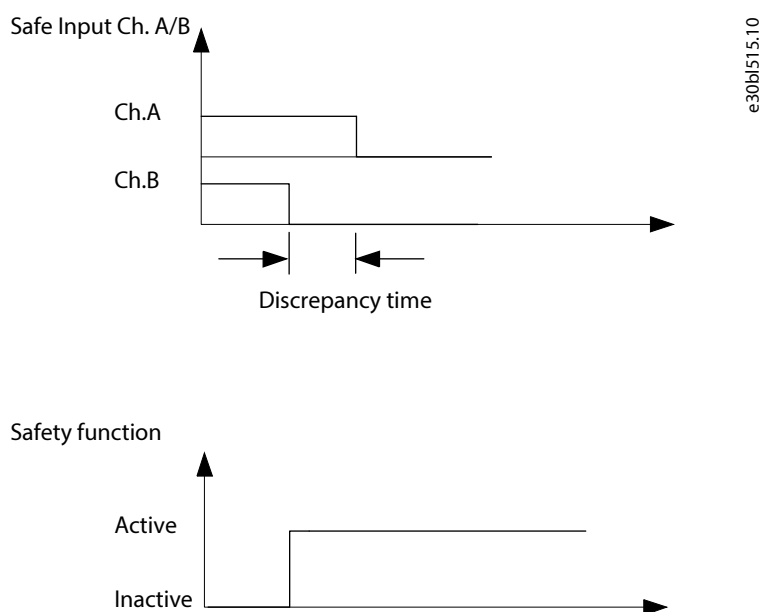 Safe Input Ch. A/B
e30bl515.10
Ch.A
Ch.B
Discrepancy time
Safety function
Active
Inactive